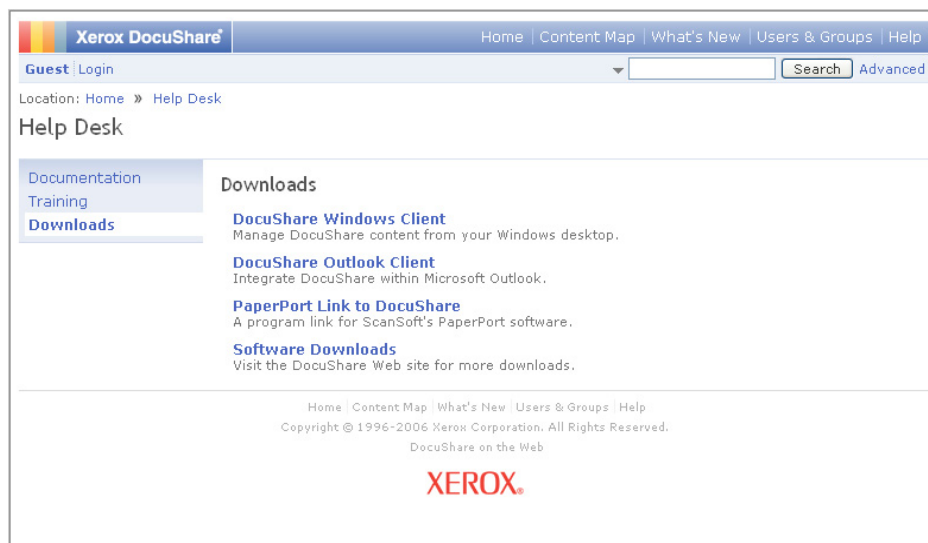 Xerox DocuShare® Home | Content Map | What's New | Users & Groups | Help
Guest | Login Search Advanced
Location: Home » Help Desk
Help Desk
Documentation
Training
Downloads
Downloads
DocuShare Windows Client
Manage DocuShare content from your Windows desktop.
DocuShare Outlook Client
Integrate DocuShare within Microsoft Outlook.
PaperPort Link to DocuShare
A program link for ScanSoft's PaperPort software.
Software Downloads
Visit the DocuShare Web site for more downloads.
Home | Content Map | What's New | Users & Groups | Help
Copyright © 1996-2006 Xerox Corporation. All Rights Reserved.
DocuShare on the Web
XEROX®